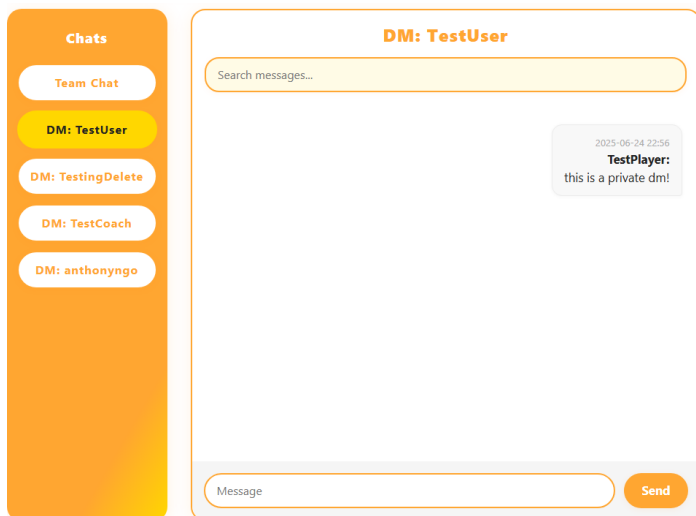 Chats
Team Chat
DM: TestUser
DM: TestingDelete
DM: TestCoach
DM: anthonyngo
DM: TestUser
Search messages...
2025-06-24 22:56
TestPlayer:
this is a private dm!
Message
Send